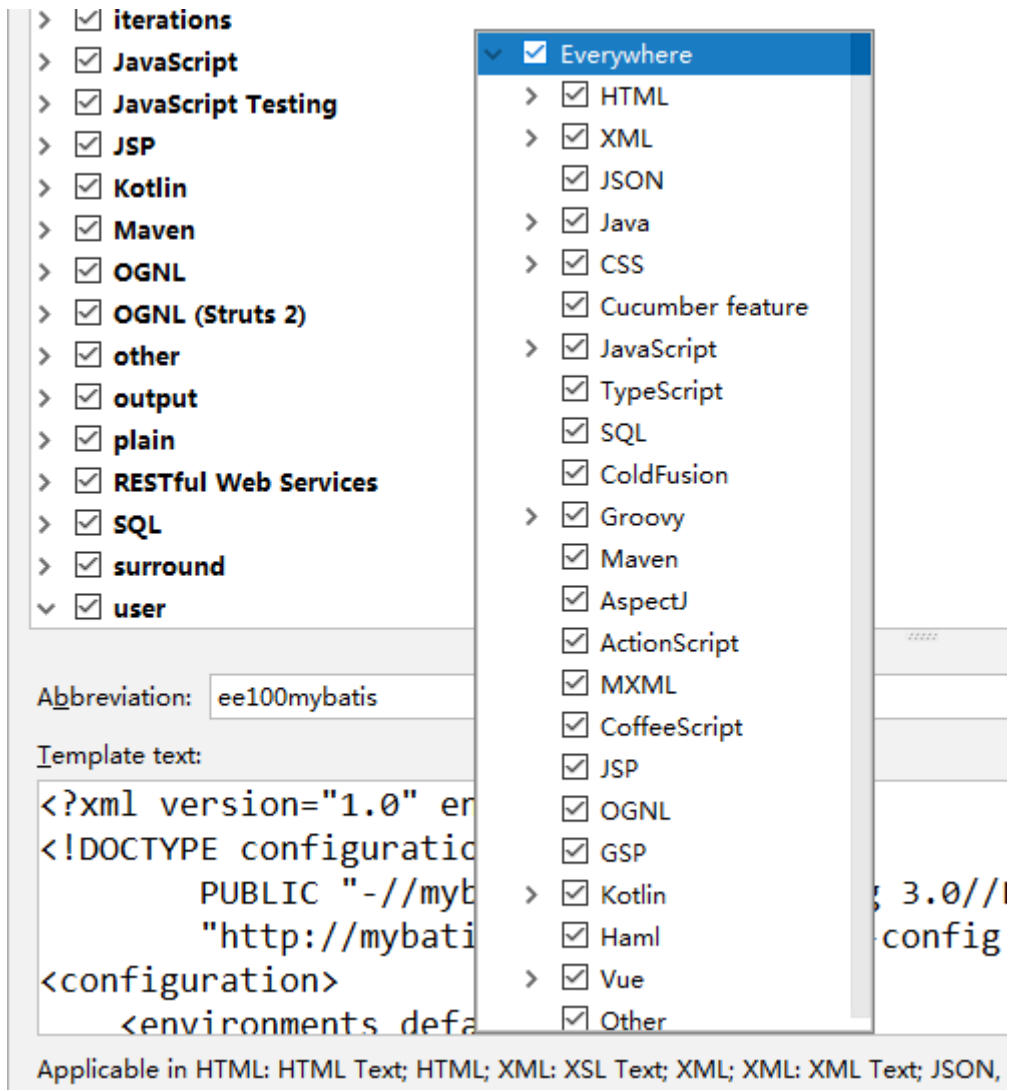 iterations
JavaScript
JavaScript Testing
JSP
Kotlin
Maven
OGNL
OGNL (Struts 2)
other
output
plain
RESTful Web Services
SQL
surround
user
Everywhere
HTML
XML
JSON
Java
CSS
Cucumber feature
JavaScript
TypeScript
SQL
ColdFusion
Groovy
Maven
AspectJ
ActionScript
MXML
CoffeeScript
JSP
OGNL
GSP
Kotlin
Haml
Vue
Other
Abbreviation: ee100mybatis
Template text:
<?xml version="1.0" en
<!DOCTYPE configuratio
PUBLIC "-//myb 3.0//
"http://mybati config
<configuration>
<environments defa
Applicable in HTML: HTML Text; HTML; XML: XSL Text; XML; XML: XML Text; JSON,